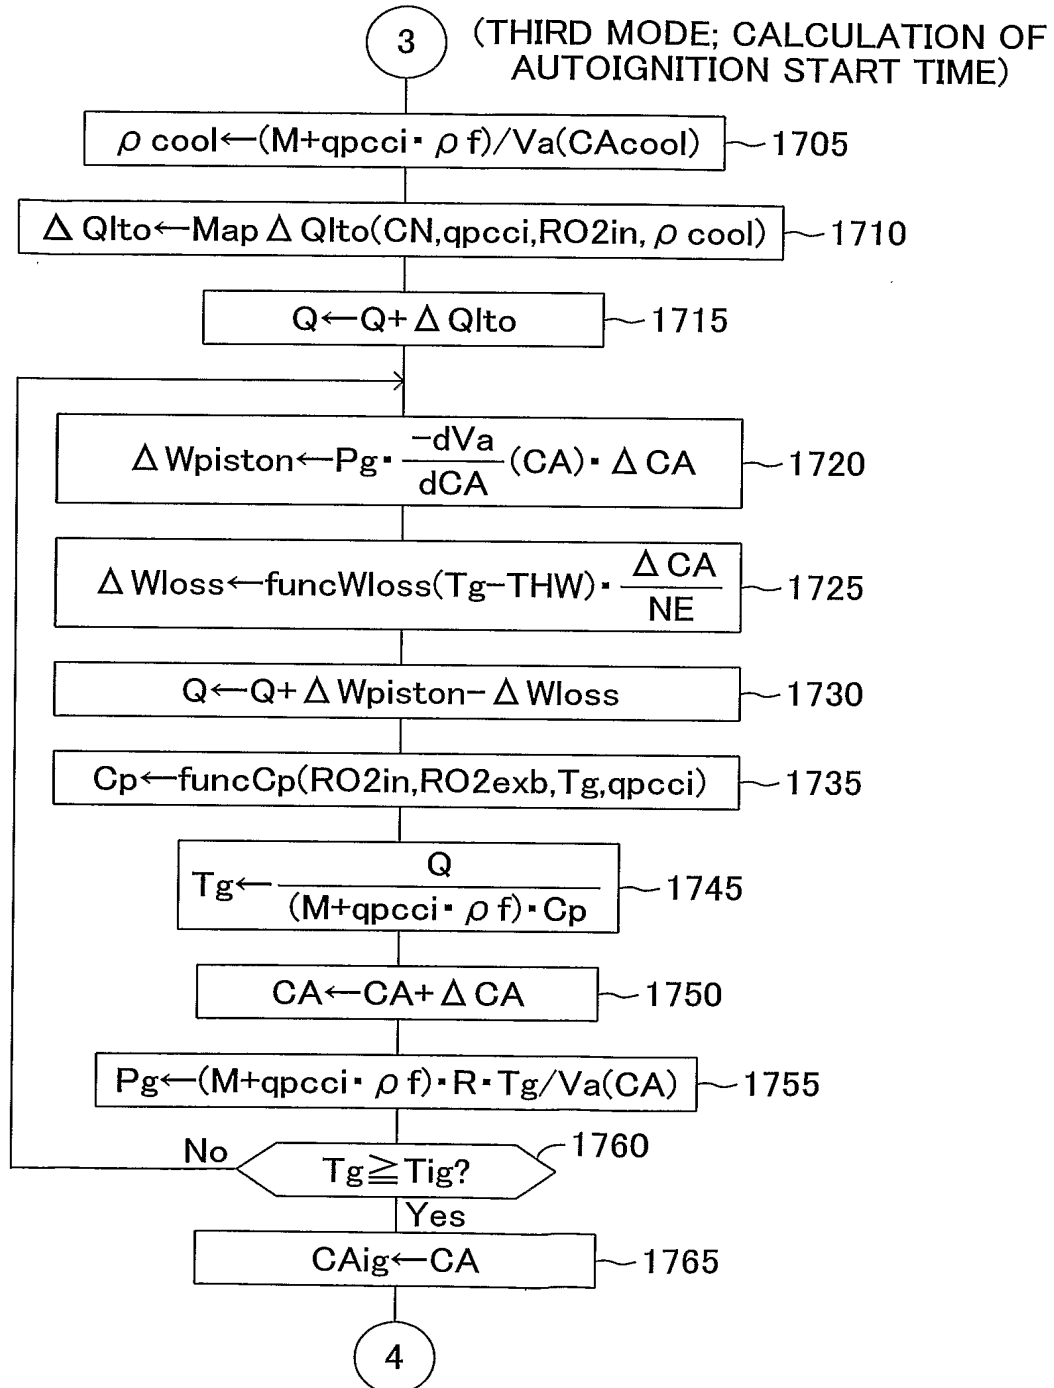 3 (THIRD MODE; CALCULATION OF
AUTOIGNITION START TIME)
ρ cool←(M+qpcci▪ρ f)/Va(CAcool) 1705
Δ Qlto←Map Δ Qlto(CN,qpcci,RO2in,ρ cool) 1710
Q←Q+ Δ Qlto 1715
Δ Wpiston←Pg▪ -dVa/dCA (CA)▪ Δ CA 1720
Δ Wloss←funcWloss(Tg-THW)▪ Δ CA/NE 1725
Q←Q+ Δ Wpiston- Δ Wloss 1730
Cp←funcCp(RO2in,RO2exb,Tg,qpcci) 1735
Tg← Q/(M+qpcci▪ρ f)▪Cp 1745
CA←CA+ Δ CA 1750
Pg←(M+qpcci▪ρ f)▪R▪Tg/Va(CA) 1755
No Tg≧Tig? 1760
Yes
CAig←CA 1765
4